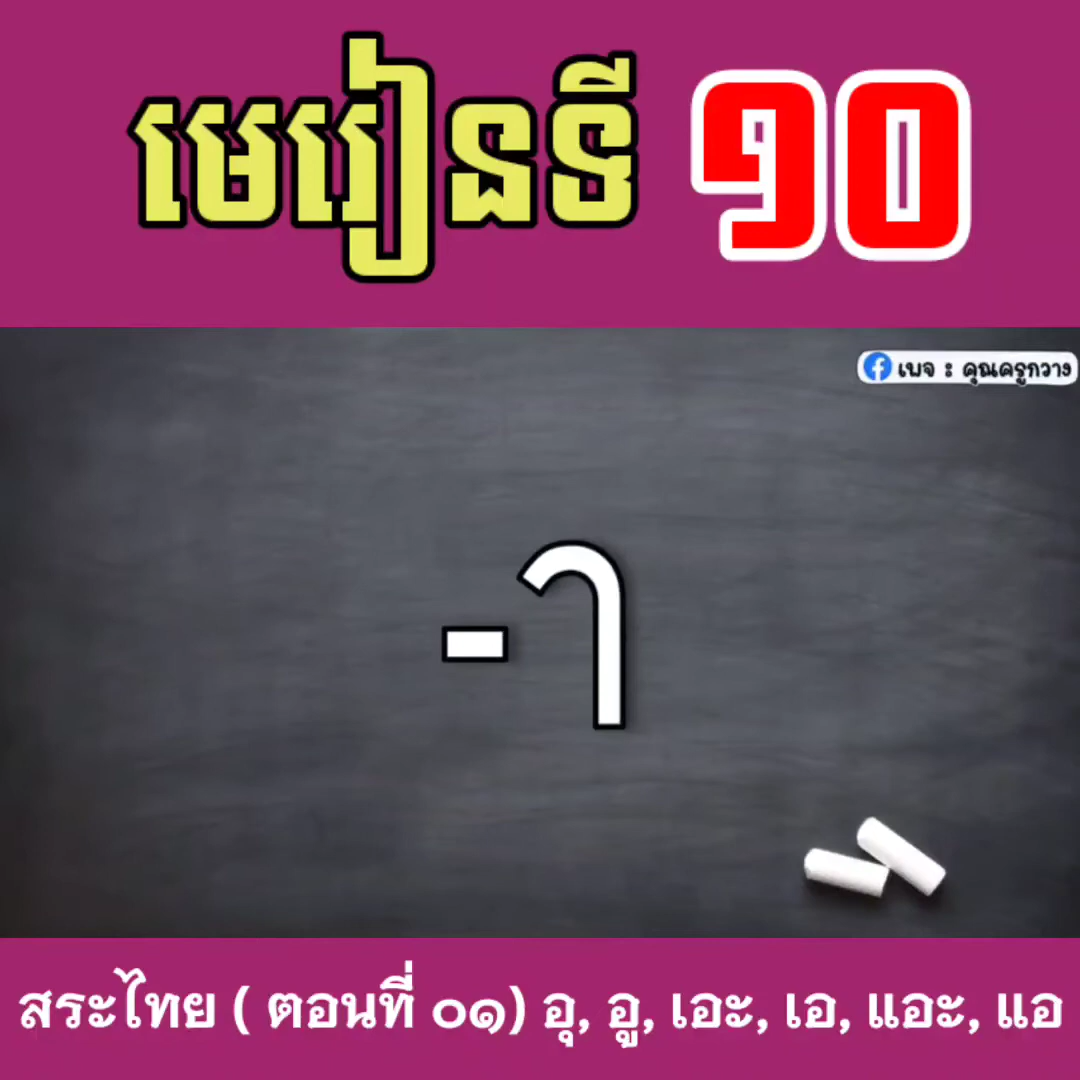 មេរៀនទី ១០
เพจ : คุณครูกวาง
-า
สระไทย ( ตอนที่ ๐๑) อุ, อู, เอะ, เอ, แอะ, แอ